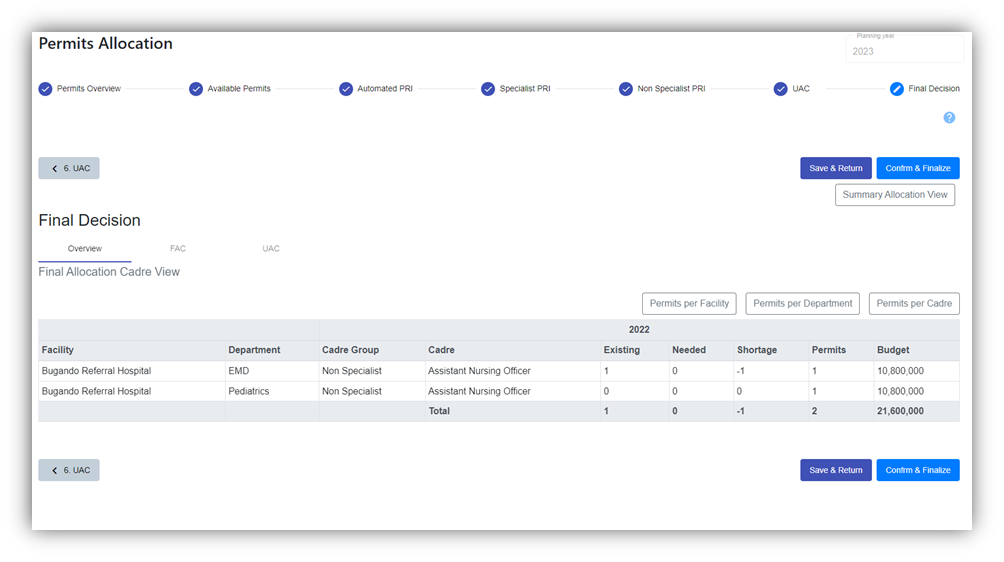 Permits Allocation
Planning year
2023
Permits Overview Available Permits Automated PRI Specialist PRI Non Specialist PRI UAC Final Decision
?
6. UAC Save & Return Confrm & Finalize
Summary Allocation View
Final Decision
Overview FAC UAC
Final Allocation Cadre View
Permits per Facility Permits per Department Permits per Cadre
2022
Facility Department Cadre Group Cadre Existing Needed Shortage Permits Budget
Bugando Referral Hospital EMD Non Specialist Assistant Nursing Officer 1 0 -1 1 10,800,000
Bugando Referral Hospital Pediatrics Non Specialist Assistant Nursing Officer 0 0 0 1 10,800,000
Total 1 0 -1 2 21,600,000
6. UAC Save & Return Confrm & Finalize